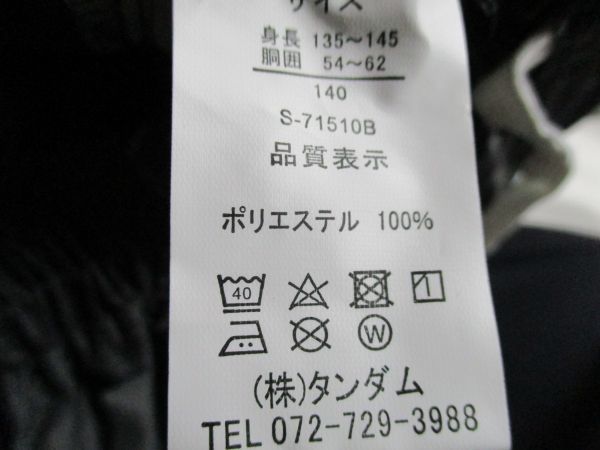 サイズ
身長 135～145
胴囲 54～62
140
S-71510B
品質表示
ポリエステル 100%
40
W
(株)タンダム
TEL 072-729-3988